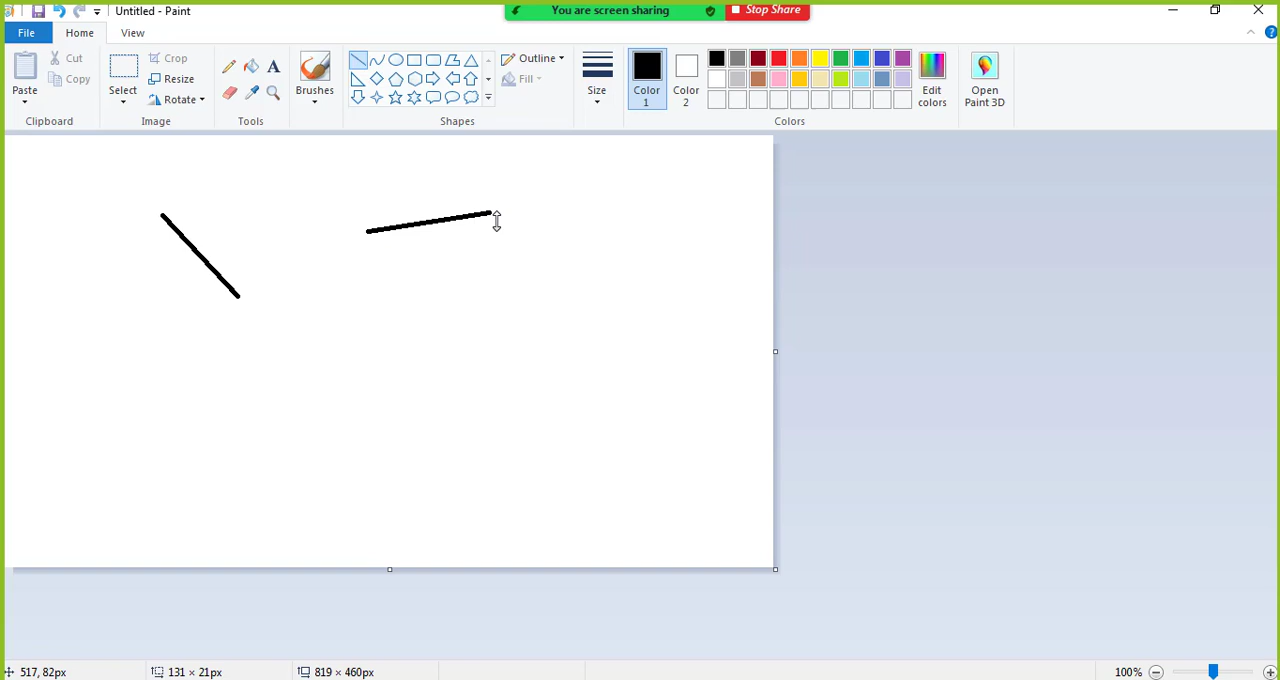 Untitled - Paint
You are screen sharing
Stop Share
File
Home
View
Paste
Cut
Copy
Clipboard
Select
Crop
Resize
Rotate
Image
A
Tools
Brushes
Outline
Fill
Shapes
Size
Color 1
Color 2
Edit colors
Colors
Open Paint 3D
?
517, 82px
131 × 21px
819 × 460px
100%